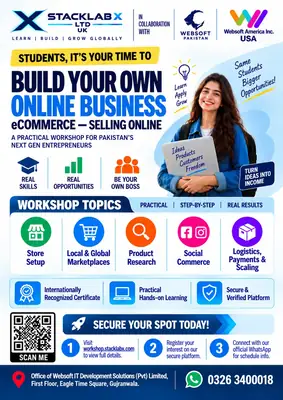 STACKLAB X
LTD
UK
LEARN | BUILD | GROW GLOBALLY
IN
COLLABORATION
WITH
WEBSOFT
PAKISTAN
Websoft America Inc.
USA
STUDENTS, IT'S YOUR TIME TO
BUILD YOUR OWN
ONLINE BUSINESS
eCOMMERCE — SELLING ONLINE
A PRACTICAL WORKSHOP FOR PAKISTAN'S
NEXT GEN ENTREPRENEURS
Learn
Apply
Grow
Same
Students
Bigger
Opportunities!
Ideas
Products
Customers
Freedom
REAL
SKILLS
REAL
OPPORTUNITIES
BE YOUR
OWN BOSS
TURN IDEAS
INTO INCOME
WORKSHOP TOPICS
PRACTICAL | STEP-BY-STEP | REAL RESULTS
Store
Setup
Local & Global
Marketplaces
Product
Research
Social
Commerce
Logistics,
Payments &
Scaling
Internationally
Recognized Certificate
Practical
Hands-on Learning
Secure &
Verified Platform
SECURE YOUR SPOT TODAY!
SCAN ME
1
Visit
workshop.stacklabx.com
to view full details.
2
Register your
interest on our
secure platform.
3
Connect with our
official WhatsApp
for schedule info.
Office of Websoft IT Development Solutions (Pvt) Limited,
First Floor, Eagle Time Square, Gujranwala.
0326 3400018